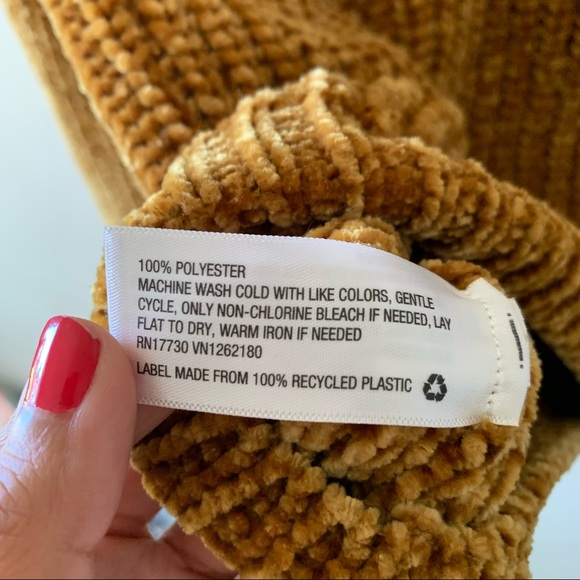 100% POLYESTER
MACHINE WASH COLD WITH LIKE COLORS, GENTLE
CYCLE, ONLY NON-CHLORINE BLEACH IF NEEDED, LAY
FLAT TO DRY, WARM IRON IF NEEDED
RN17730 VN1262180
LABEL MADE FROM 100% RECYCLED PLASTIC